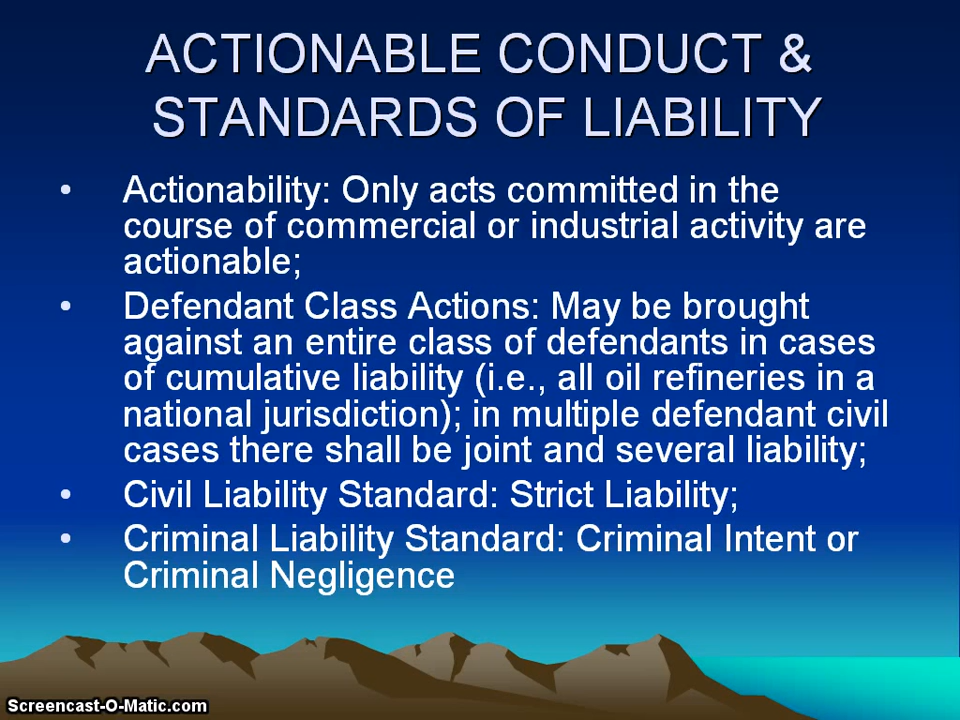 ACTIONABLE CONDUCT &
STANDARDS OF LIABILITY
• Actionability: Only acts committed in the
course of commercial or industrial activity are
actionable;
• Defendant Class Actions: May be brought
against an entire class of defendants in cases
of cumulative liability (i.e., all oil refineries in a
national jurisdiction); in multiple defendant civil
cases there shall be joint and several liability;
• Civil Liability Standard: Strict Liability;
• Criminal Liability Standard: Criminal Intent or
Criminal Negligence
Screencast-O-Matic.com